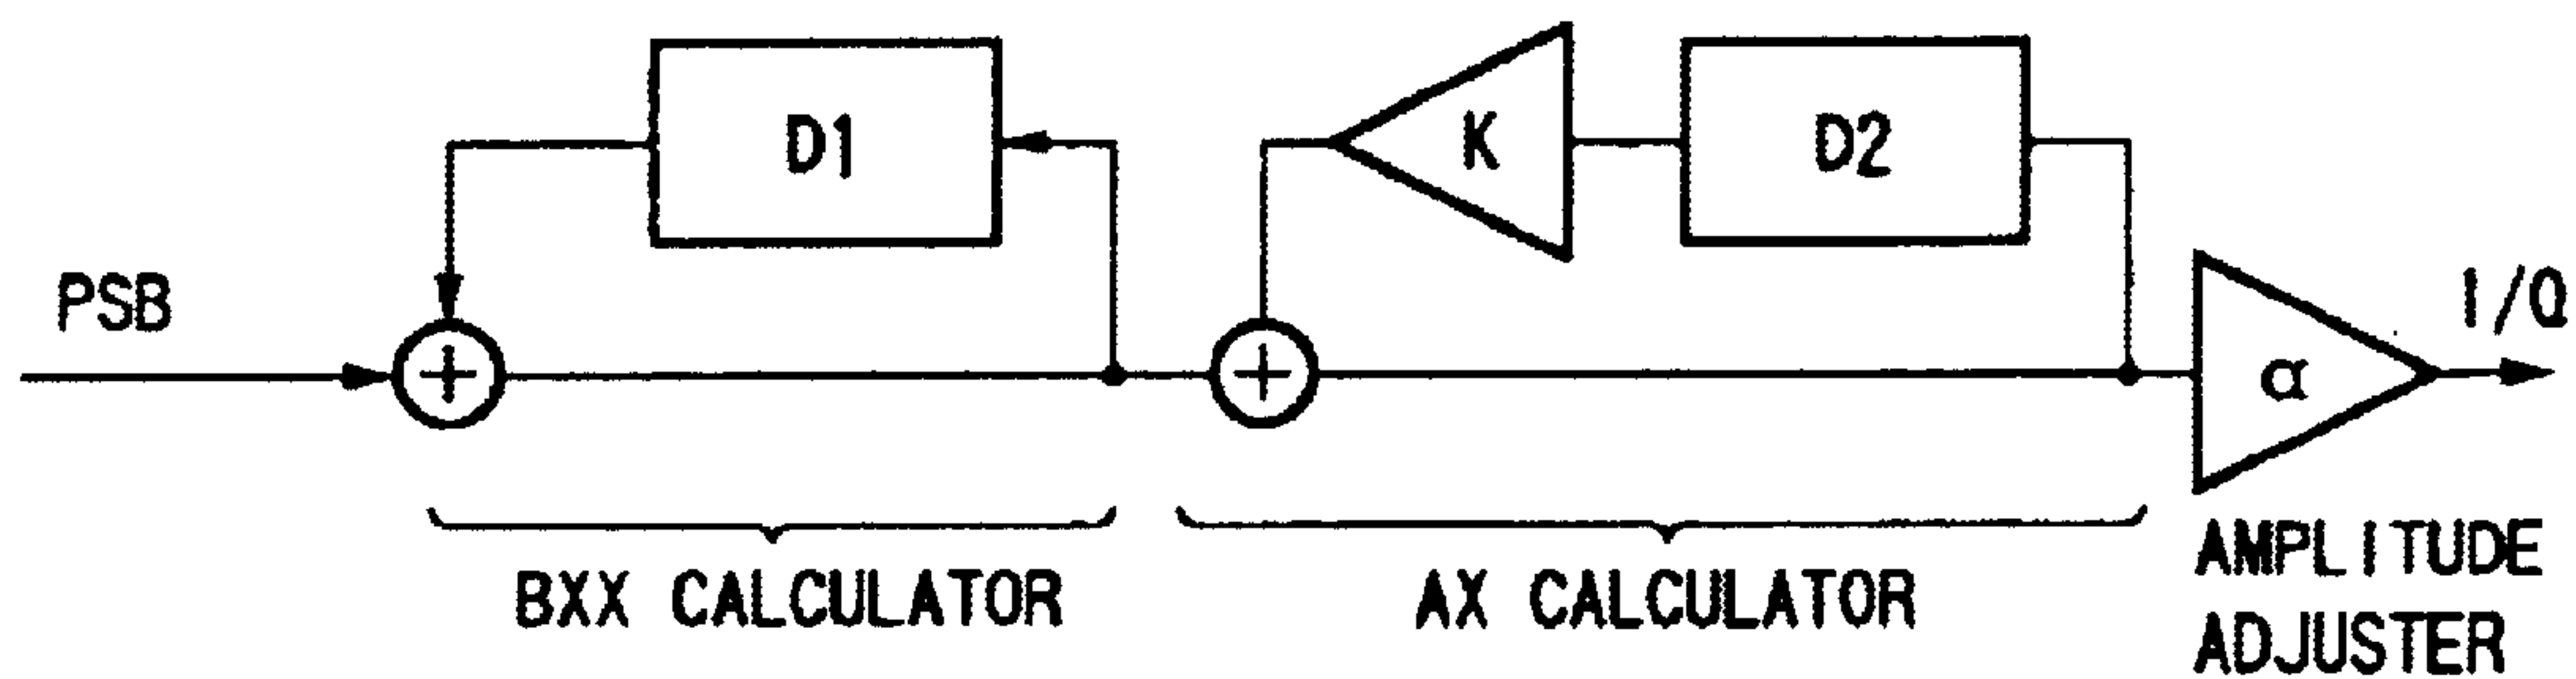 D1
K
D2
PSB
+
+
α
I/Q
BXX CALCULATOR
AX CALCULATOR
AMPLITUDE
ADJUSTER